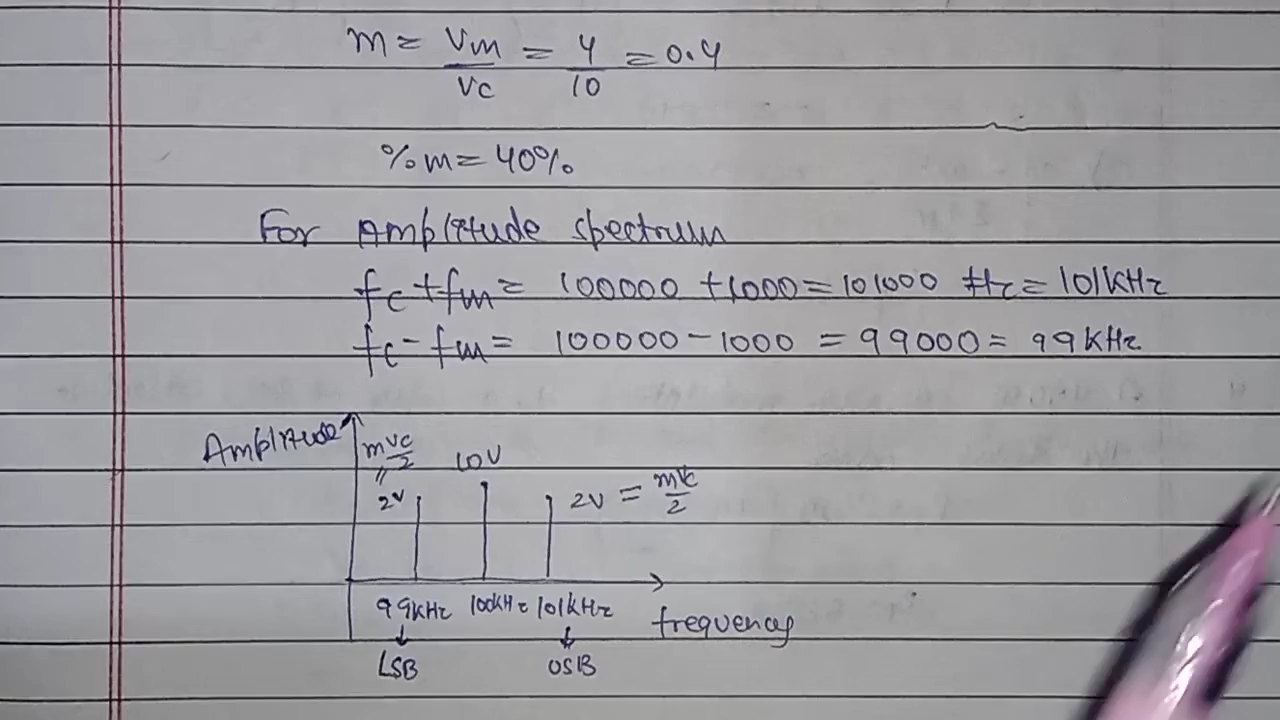 m = Vm/Vc = 4/10 = 0.4
%m = 40%
For Amplitude spectrum
fc + fm = 100000 + 1000 = 101000 Hz = 101kHz
fc - fm = 100000 - 1000 = 99000 = 99kHz
Amplitude
mVc/2
10V
2V
2V = mVc/2
99kHz 100kHz 101kHz
frequency
LSB USB